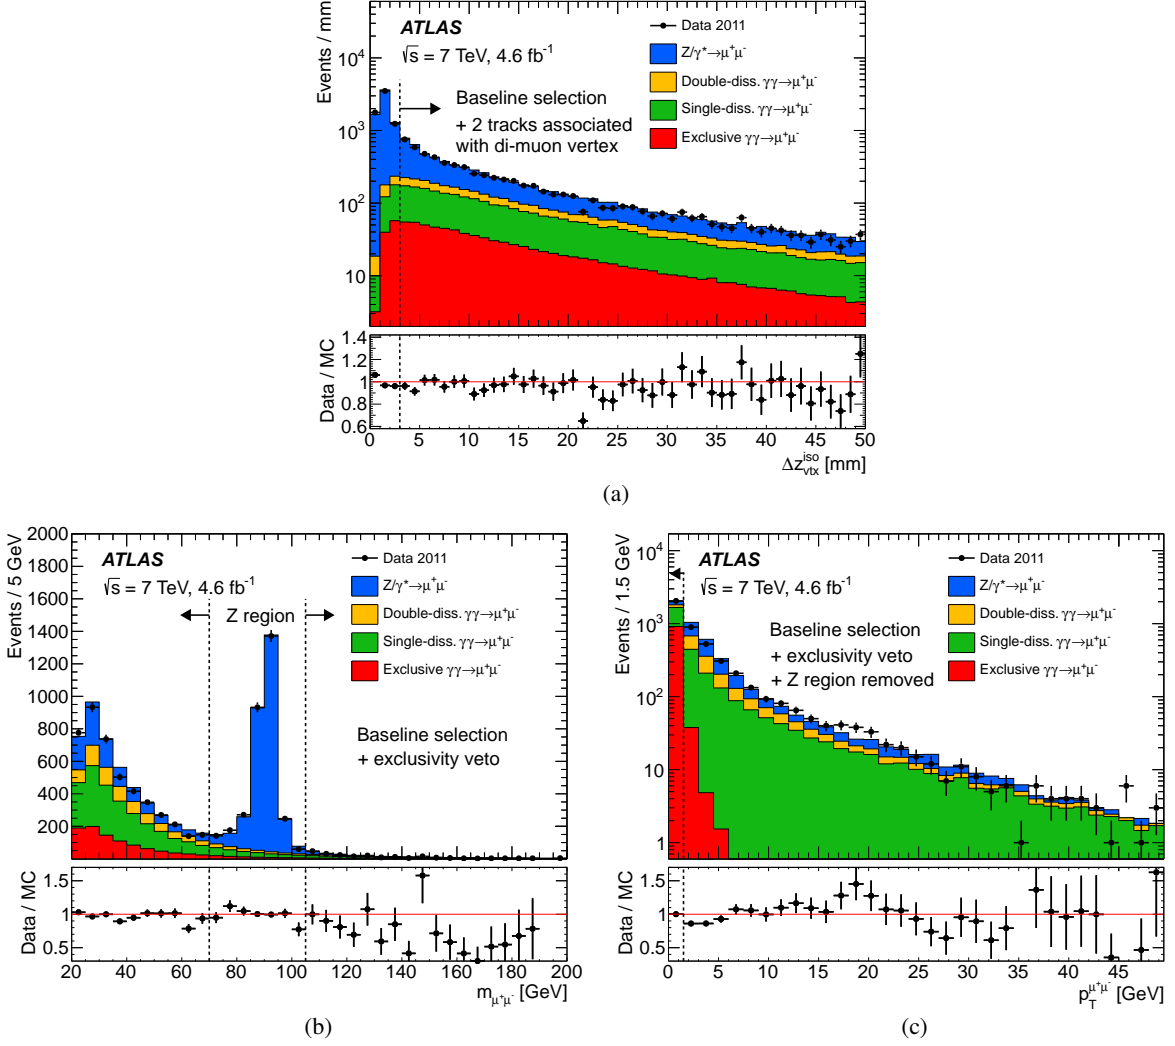 Events / mm
10⁴
10³
10²
10
ATLAS
√s = 7 TeV, 4.6 fb⁻¹
Baseline selection
+ 2 tracks associated
with di-muon vertex
Data 2011
Z/γ*→μ⁺μ⁻
Double-diss. γγ→μ⁺μ⁻
Single-diss. γγ→μ⁺μ⁻
Exclusive γγ→μ⁺μ⁻
Data / MC
1.4
1.2
1
0.8
0.6
0 5 10 15 20 25 30 35 40 45 50
Δz_vtx^iso [mm]
(a)
Events / 5 GeV
2000
1800
1600
1400
1200
1000
800
600
400
200
ATLAS
√s = 7 TeV, 4.6 fb⁻¹
Z region
Data 2011
Z/γ*→μ⁺μ⁻
Double-diss. γγ→μ⁺μ⁻
Single-diss. γγ→μ⁺μ⁻
Exclusive γγ→μ⁺μ⁻
Baseline selection
+ exclusivity veto
Data / MC
1.5
1
0.5
20 40 60 80 100 120 140 160 180 200
m_μ⁺μ⁻ [GeV]
(b)
Events / 1.5 GeV
10⁴
10³
10²
10
1
ATLAS
√s = 7 TeV, 4.6 fb⁻¹
Data 2011
Z/γ*→μ⁺μ⁻
Double-diss. γγ→μ⁺μ⁻
Single-diss. γγ→μ⁺μ⁻
Exclusive γγ→μ⁺μ⁻
Baseline selection
+ exclusivity veto
+ Z region removed
Data / MC
1.5
1
0.5
0 5 10 15 20 25 30 35 40 45
p_T^μ⁺μ⁻ [GeV]
(c)